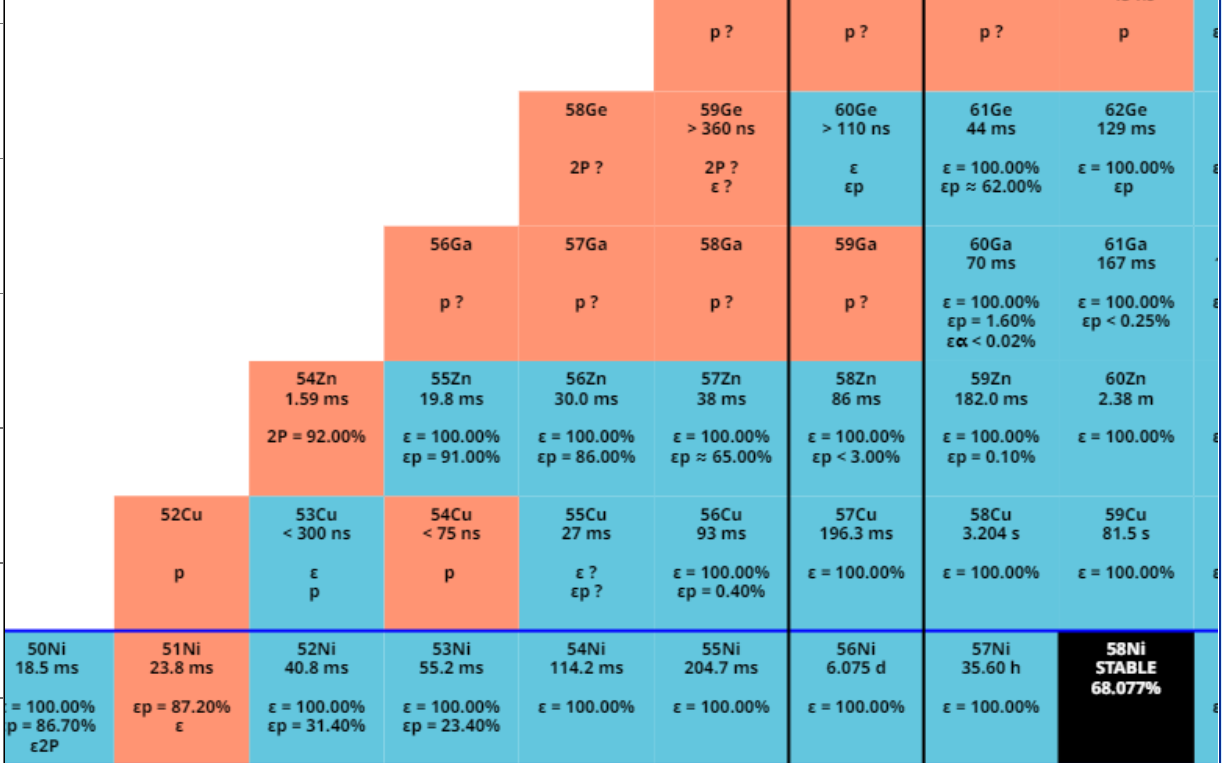 p ?
p ?
p ?
p
58Ge
2P ?
59Ge
> 360 ns
2P ?
ε ?
60Ge
> 110 ns
ε
εp
61Ge
44 ms
ε = 100.00%
εp ≈ 62.00%
62Ge
129 ms
ε = 100.00%
εp
56Ga
p ?
57Ga
p ?
58Ga
p ?
59Ga
p ?
60Ga
70 ms
ε = 100.00%
εp = 1.60%
εα < 0.02%
61Ga
167 ms
ε = 100.00%
εp < 0.25%
54Zn
1.59 ms
2P = 92.00%
55Zn
19.8 ms
ε = 100.00%
εp = 91.00%
56Zn
30.0 ms
ε = 100.00%
εp = 86.00%
57Zn
38 ms
ε = 100.00%
εp ≈ 65.00%
58Zn
86 ms
ε = 100.00%
εp < 3.00%
59Zn
182.0 ms
ε = 100.00%
εp = 0.10%
60Zn
2.38 m
ε = 100.00%
52Cu
p
53Cu
< 300 ns
ε
p
54Cu
< 75 ns
p
55Cu
27 ms
ε ?
εp ?
56Cu
93 ms
ε = 100.00%
εp = 0.40%
57Cu
196.3 ms
ε = 100.00%
58Cu
3.204 s
ε = 100.00%
59Cu
81.5 s
ε = 100.00%
50Ni
18.5 ms
= 100.00%
p = 86.70%
ε2P
51Ni
23.8 ms
εp = 87.20%
ε
52Ni
40.8 ms
ε = 100.00%
εp = 31.40%
53Ni
55.2 ms
ε = 100.00%
εp = 23.40%
54Ni
114.2 ms
ε = 100.00%
55Ni
204.7 ms
ε = 100.00%
56Ni
6.075 d
ε = 100.00%
57Ni
35.60 h
ε = 100.00%
58Ni
STABLE
68.077%